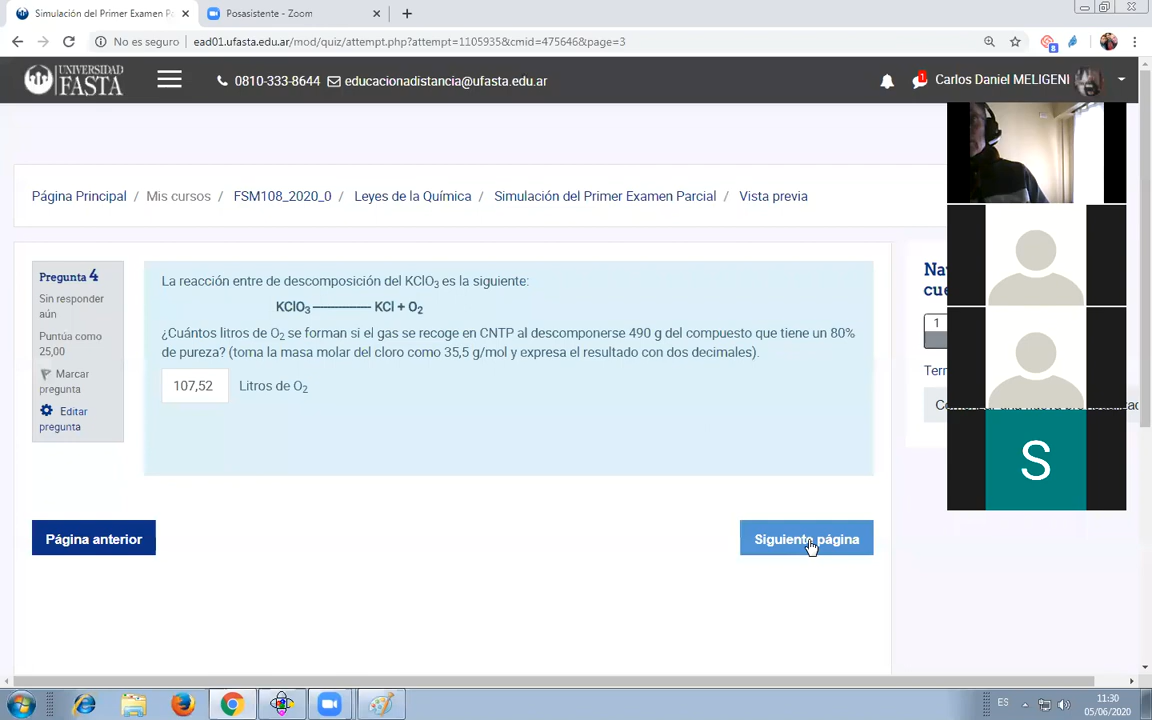 Simulación del Primer Examen P
Posasistente - Zoom
No es seguro
ead01.ufasta.edu.ar/mod/quiz/attempt.php?attempt=1105935&cmid=475646&page=3
8
UNIVERSIDAD
FASTA
0810-333-8644
educacionadistancia@ufasta.edu.ar
1
Carlos Daniel MELIGENI
Página Principal / Mis cursos / FSM108_2020_0 / Leyes de la Química / Simulación del Primer Examen Parcial / Vista previa
Pregunta 4
Sin responder
aún
Puntúa como
25,00
Marcar
pregunta
Editar
pregunta
La reacción entre de descomposición del KClO₃ es la siguiente:
KClO₃ ---------------- KCl + O₂
¿Cuántos litros de O₂ se forman si el gas se recoge en CNTP al descomponerse 490 g del compuesto que tiene un 80%
de pureza? (toma la masa molar del cloro como 35,5 g/mol y expresa el resultado con dos decimales).
107,52
Litros de O₂
Na
cue
1
Terr
S
Página anterior
Siguiente página
ES
11:30
05/06/2020